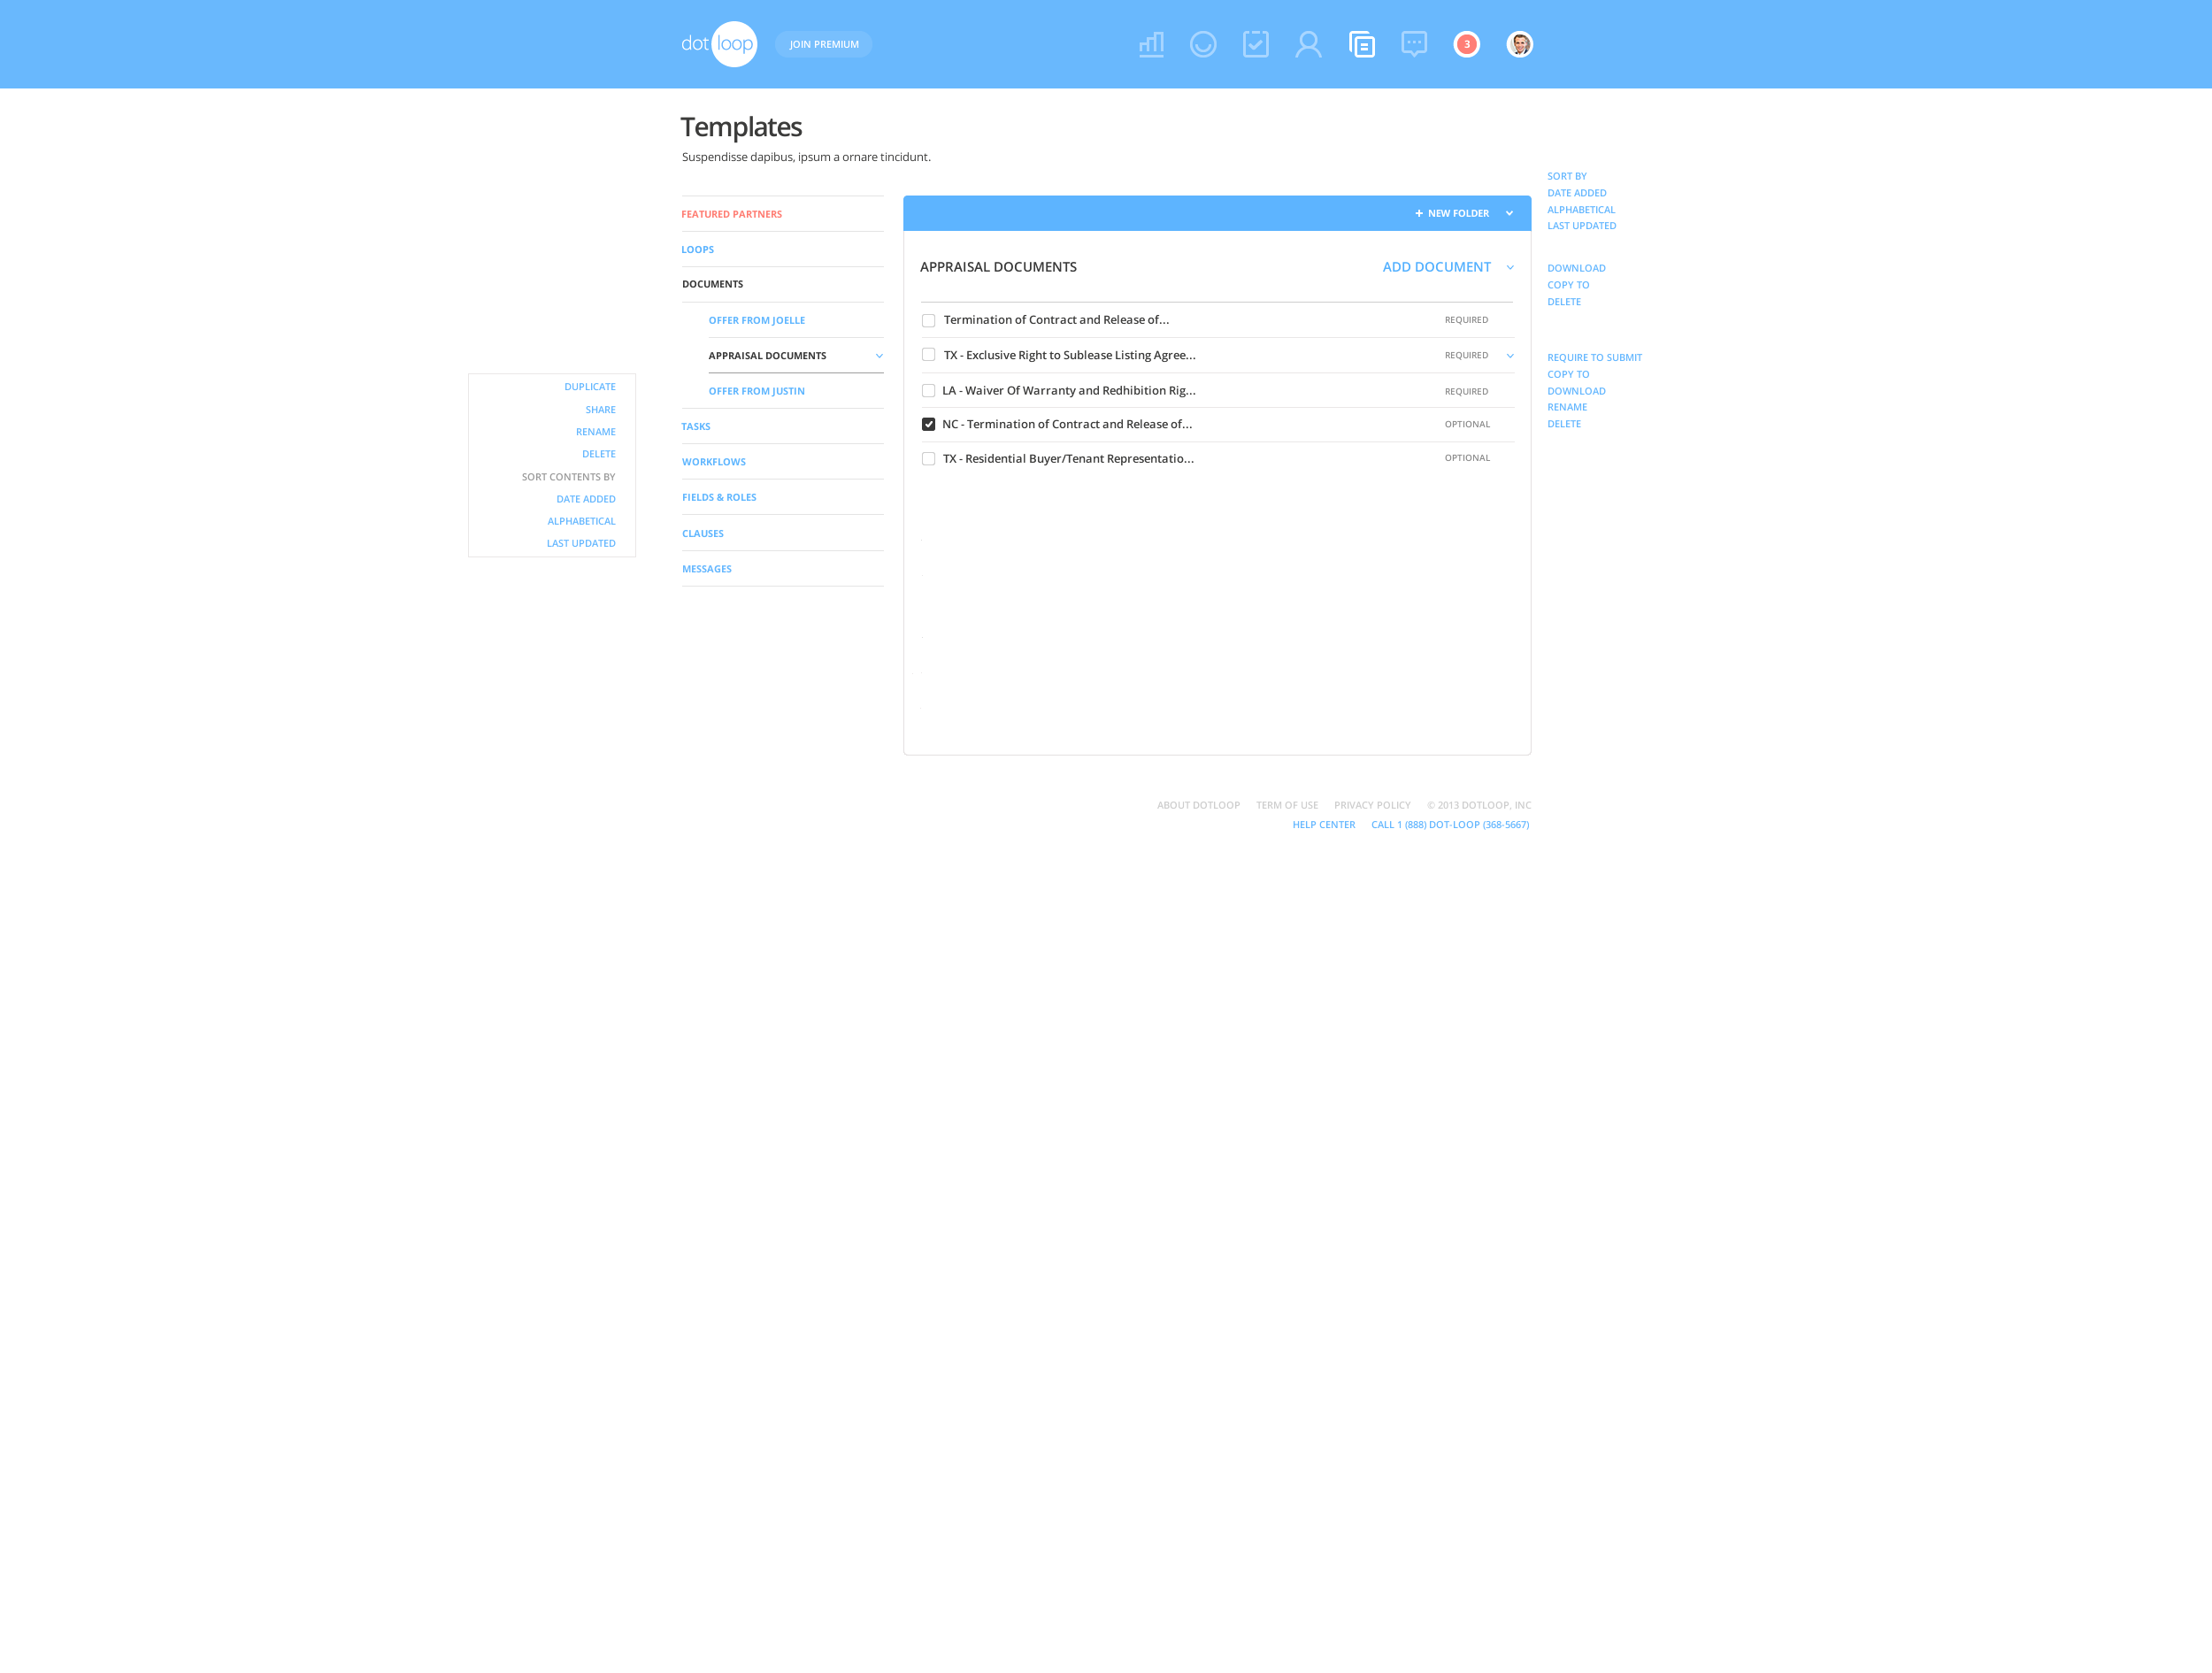 dot loop
JOIN PREMIUM
3
Templates
Suspendisse dapibus, ipsum a ornare tincidunt.
FEATURED PARTNERS
LOOPS
DOCUMENTS
OFFER FROM JOELLE
APPRAISAL DOCUMENTS
OFFER FROM JUSTIN
TASKS
WORKFLOWS
FIELDS & ROLES
CLAUSES
MESSAGES
DUPLICATE
SHARE
RENAME
DELETE
SORT CONTENTS BY
DATE ADDED
ALPHABETICAL
LAST UPDATED
+ NEW FOLDER
APPRAISAL DOCUMENTS
ADD DOCUMENT
Termination of Contract and Release of... REQUIRED
TX - Exclusive Right to Sublease Listing Agree... REQUIRED
LA - Waiver Of Warranty and Redhibition Rig... REQUIRED
NC - Termination of Contract and Release of... OPTIONAL
TX - Residential Buyer/Tenant Representatio... OPTIONAL
SORT BY
DATE ADDED
ALPHABETICAL
LAST UPDATED
DOWNLOAD
COPY TO
DELETE
REQUIRE TO SUBMIT
COPY TO
DOWNLOAD
RENAME
DELETE
ABOUT DOTLOOP TERM OF USE PRIVACY POLICY © 2013 DOTLOOP, INC
HELP CENTER CALL 1 (888) DOT-LOOP (368-5667)